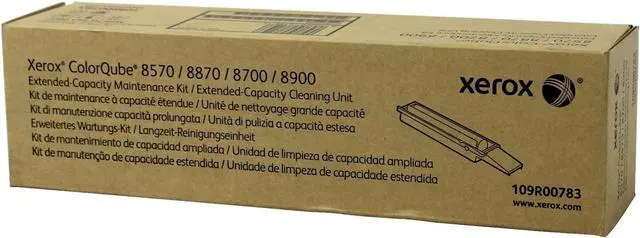 Xerox® ColorQube® 8570 / 8870 / 8700 / 8900
Extended-Capacity Maintenance Kit / Extended-Capacity Cleaning Unit
Kit de maintenance à capacité étendue / Unité de nettoyage grande capacité
Kit di manutenzione capacità prolungata / Unità di pulizia a capacità estesa
Erweitertes Wartungs-Kit / Langzeit-Reinigungseinheit
Kit de mantenimiento de capacidad ampliada / Unidad de limpieza de capacidad ampliada
Kit de manutenção de capacidade estendida / Unidad de limpeza de capacidade estendida
xerox
109R00783
www.xerox.com